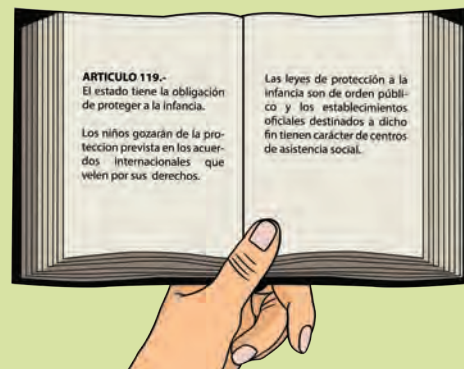 ARTICULO 119.-
El estado tiene la obligación
de proteger a la infancia.
Los niños gozarán de la pro-
teccion prevista en los acuer-
dos internacionales que
velen por sus derechos.
Las leyes de protección a la
infancia son de orden públi-
co y los establecimientos
oficiales destinados a dicho
fin tienen carácter de centros
de asistencia social.